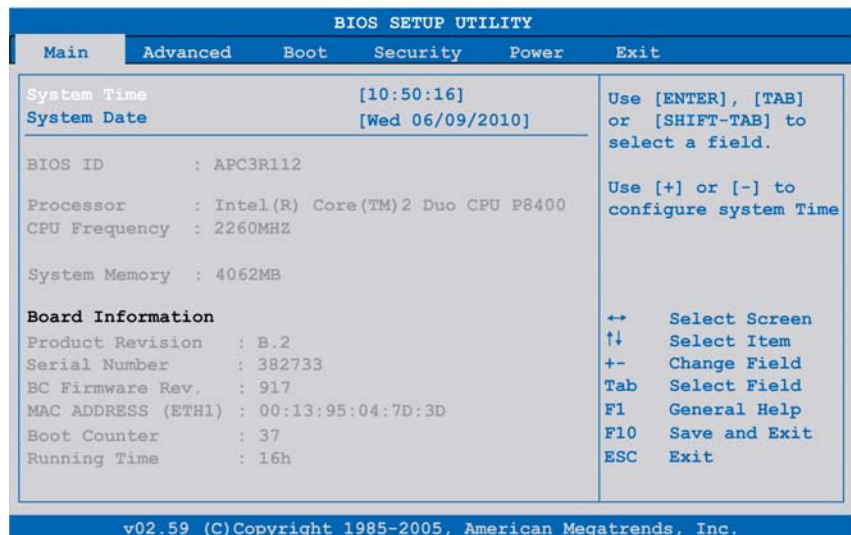 BIOS SETUP UTILITY
Main Advanced Boot Security Power Exit
System Time [10:50:16]
System Date [Wed 06/09/2010]
BIOS ID : APC3R112
Processor : Intel(R) Core(TM)2 Duo CPU P8400
CPU Frequency : 2260MHZ
System Memory : 4062MB
Board Information
Product Revision : B.2
Serial Number : 382733
BC Firmware Rev. : 917
MAC ADDRESS (ETH1) : 00:13:95:04:7D:3D
Boot Counter : 37
Running Time : 16h
Use [ENTER], [TAB]
or [SHIFT-TAB] to
select a field.
Use [+] or [-] to
configure system Time
↔ Select Screen
↑↓ Select Item
+- Change Field
Tab Select Field
F1 General Help
F10 Save and Exit
ESC Exit
v02.59 (C)Copyright 1985-2005, American Megatrends, Inc.